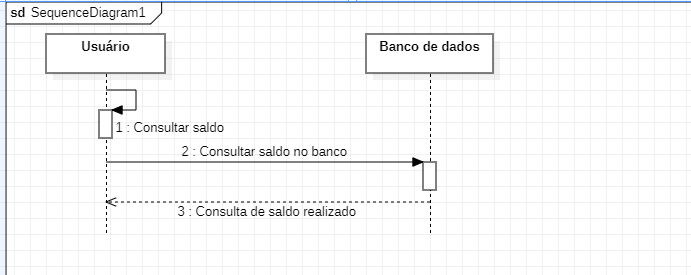 sd SequenceDiagram1
Usuário
Banco de dados
1 : Consultar saldo
2 : Consultar saldo no banco
3 : Consulta de saldo realizado